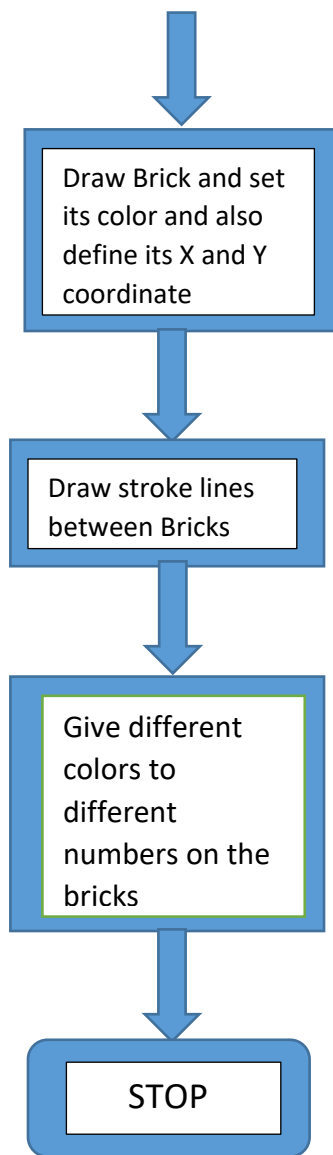 Draw Brick and set
its color and also
define its X and Y
coordinate
Draw stroke lines
between Bricks
Give different
colors to
different
numbers on the
bricks
STOP